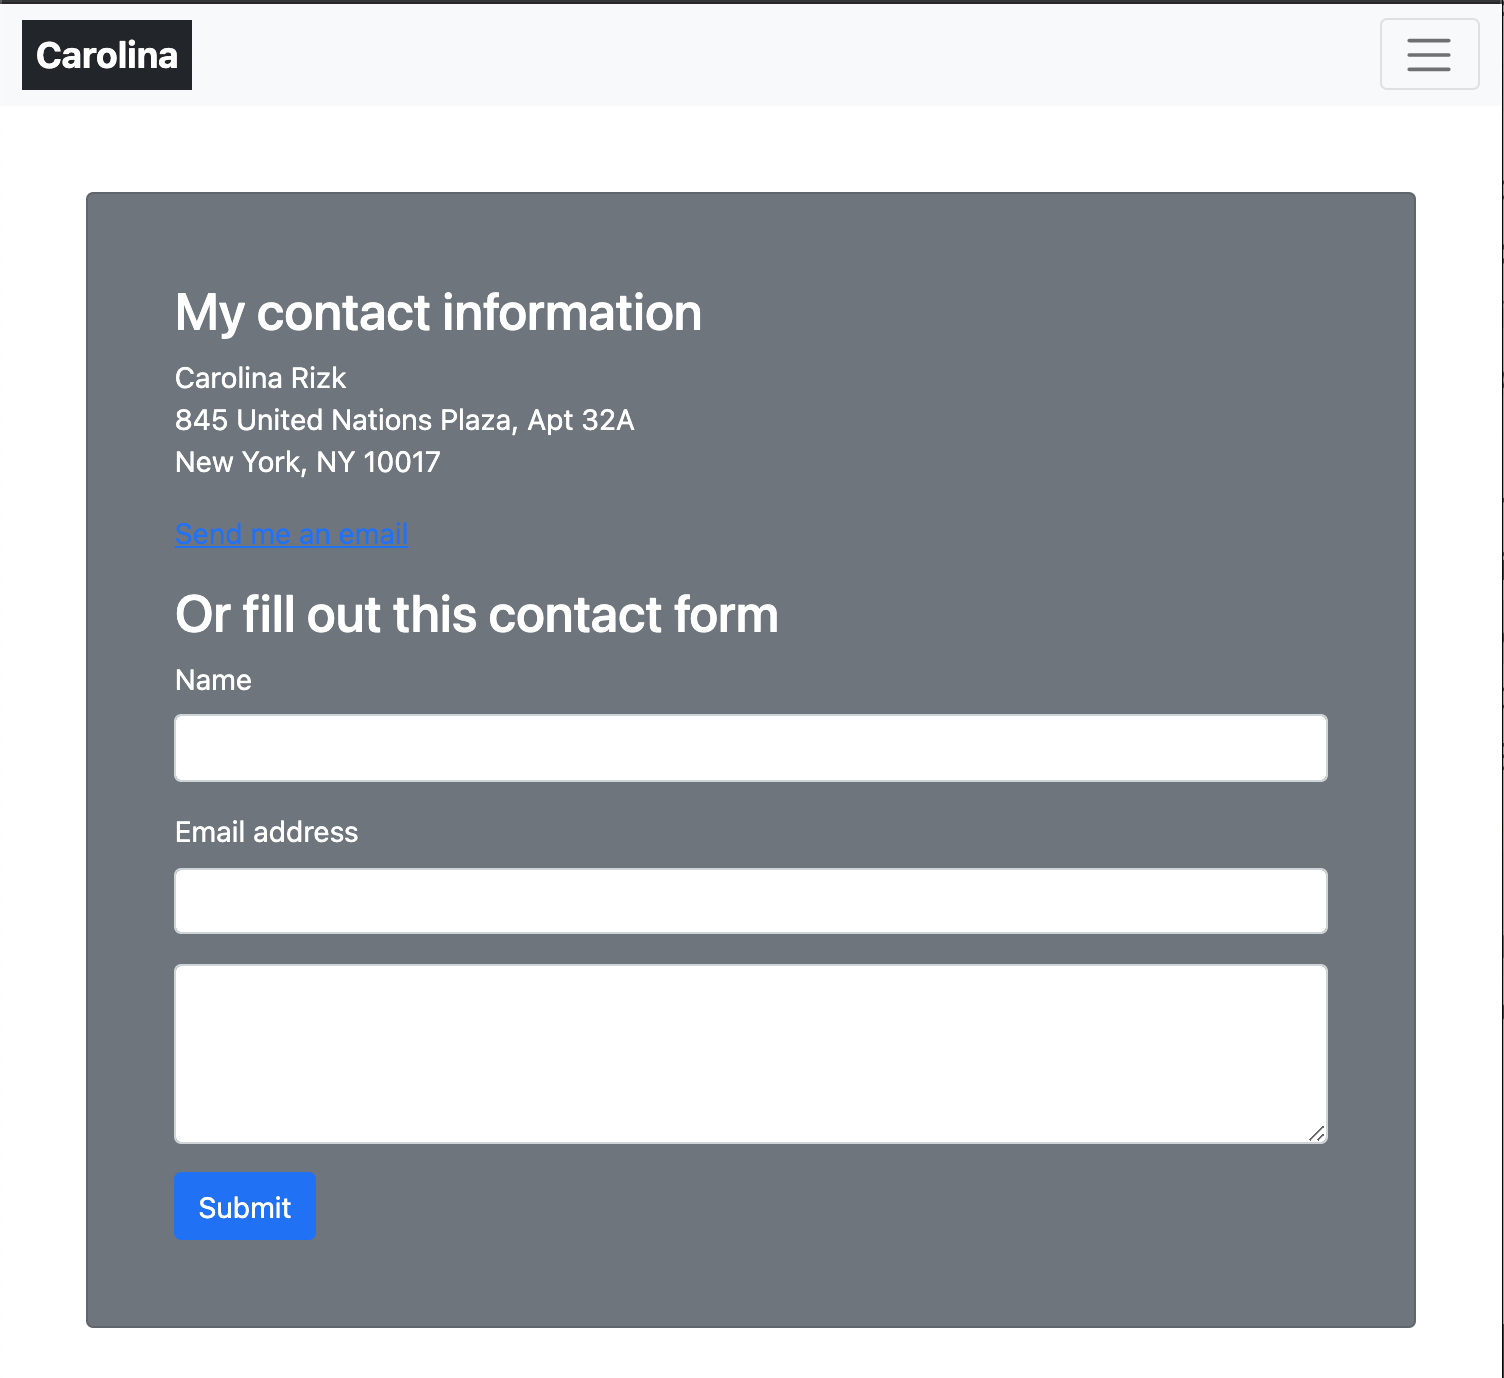 Carolina
My contact information
Carolina Rizk
845 United Nations Plaza, Apt 32A
New York, NY 10017
Send me an email
Or fill out this contact form
Name
Email address
Submit